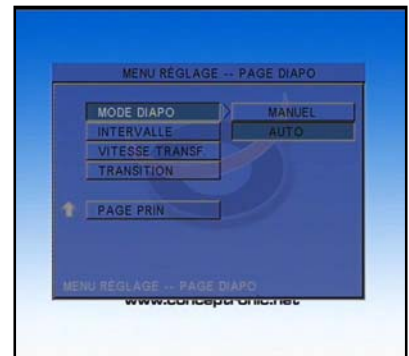 MENU RÉGLAGE -- PAGE DIAPO
MODE DIAPO MANUEL
INTERVALLE AUTO
VITESSE TRANSF.
TRANSITION
PAGE PRIN
MENU RÉGLAGE -- PAGE DIAPO
www.conceptronic.net